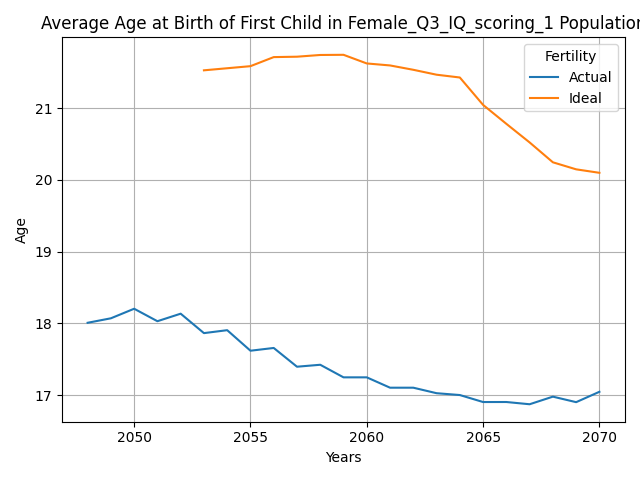 Average Age at Birth of First Child in Female_Q3_IQ_scoring_1 Population
Fertility
Actual
Ideal
21
20
19
18
17
Age
2050 2055 2060 2065 2070
Years